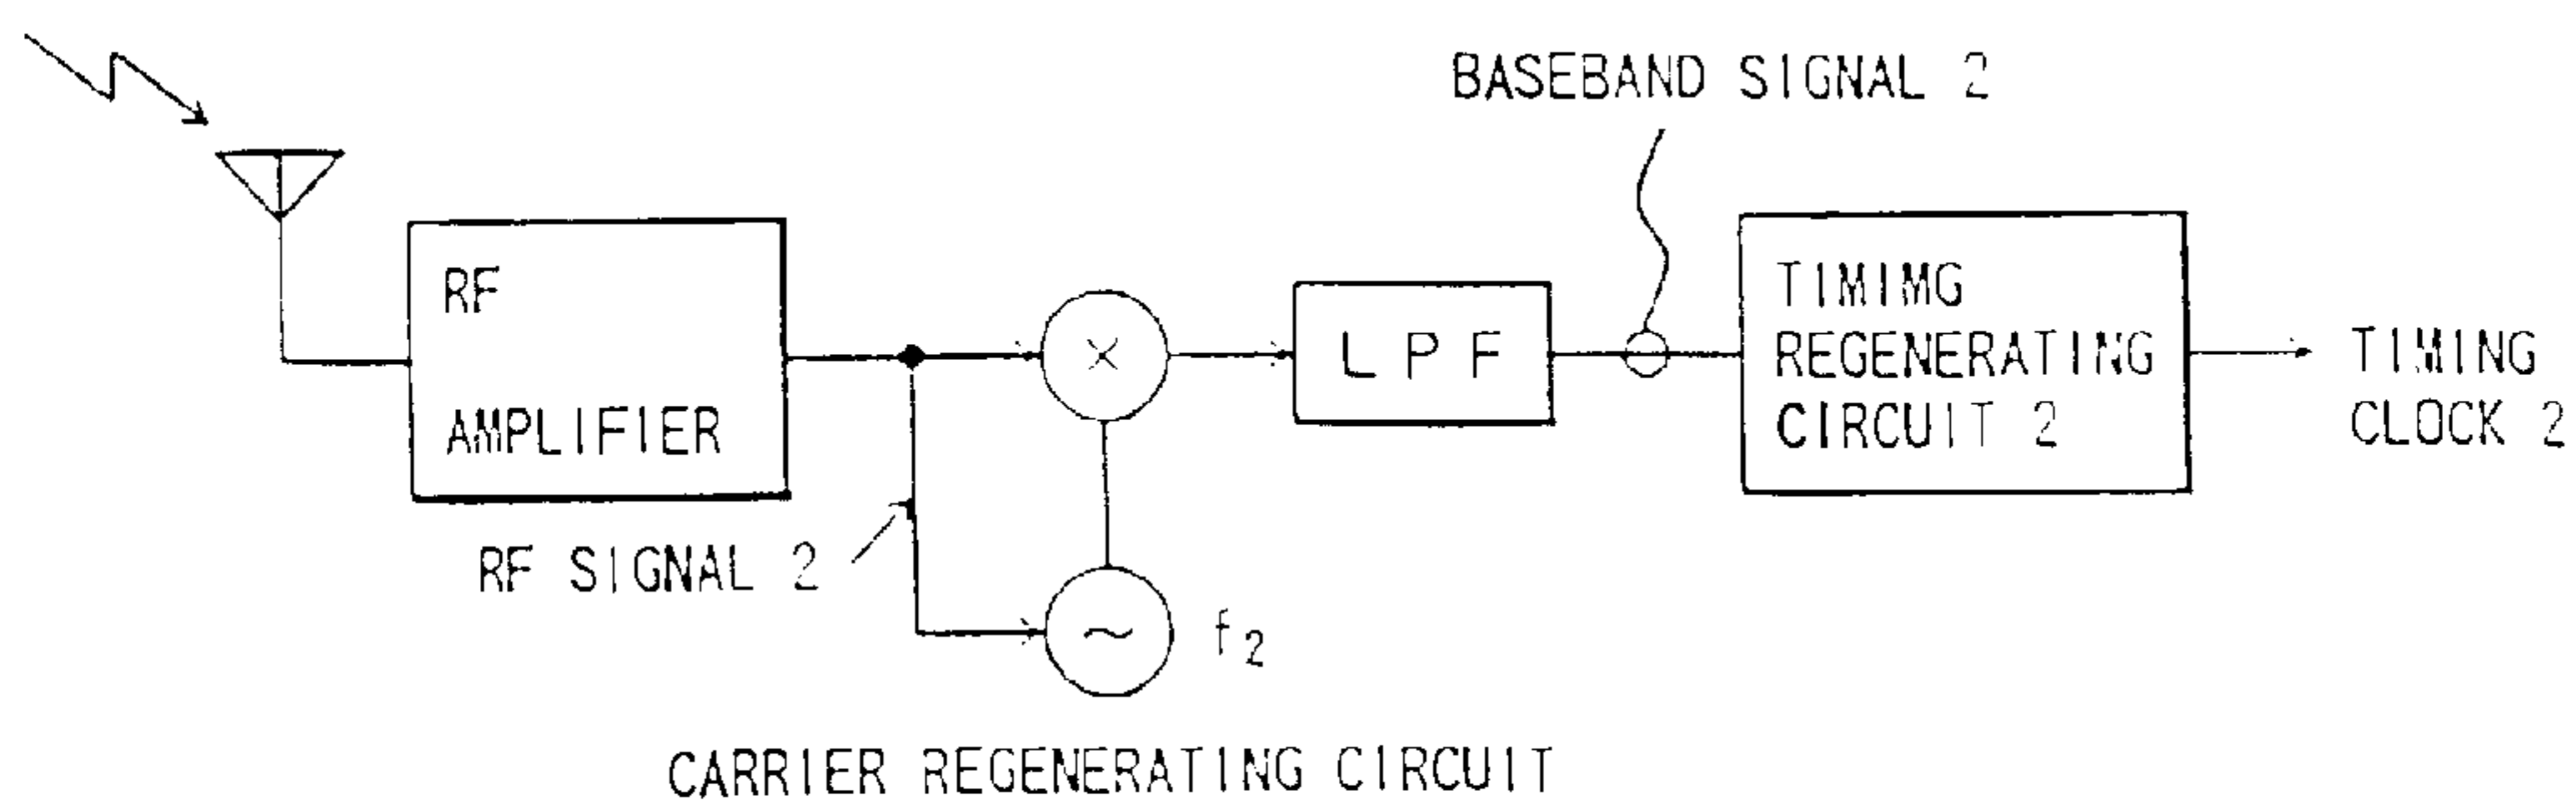 BASEBAND SIGNAL 2
RF
AMPLIFIER
×
L P F
TIMIMG
REGENERATING
CIRCUIT 2
TIMING
CLOCK 2
RF SIGNAL 2
~
f2
CARRIER REGENERATING CIRCUIT